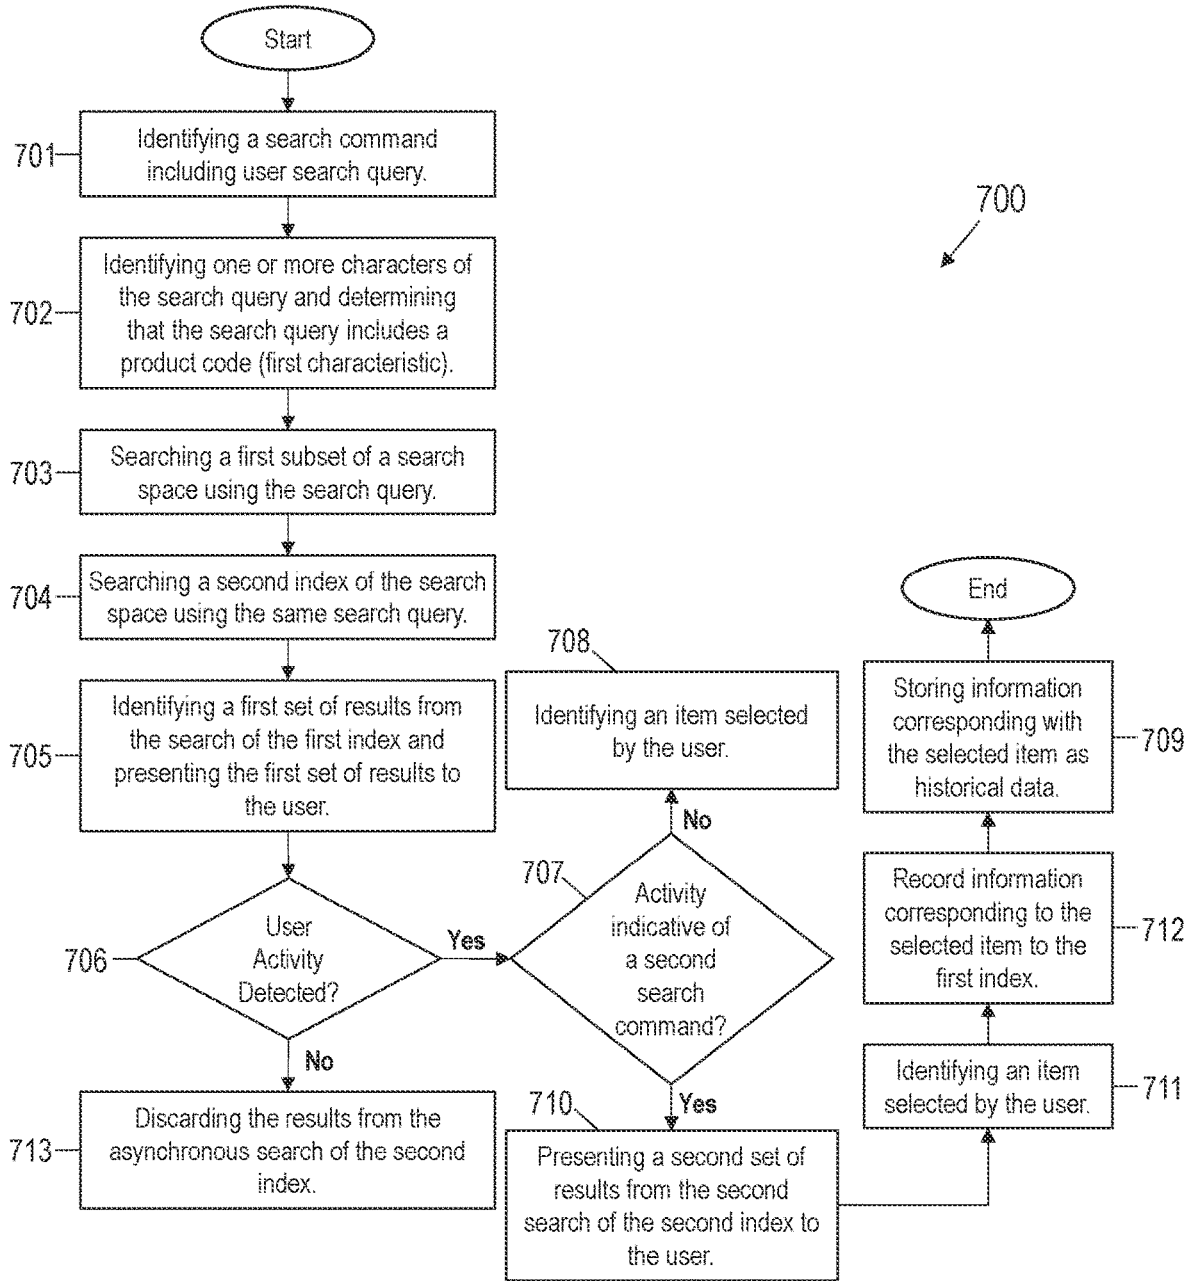 Start
701
Identifying a search command
including user search query.
700
702
Identifying one or more characters of
the search query and determining
that the search query includes a
product code (first characteristic).
703
Searching a first subset of a search
space using the search query.
704
Searching a second index of the search
space using the same search query.
705
Identifying a first set of results from
the search of the first index and
presenting the first set of results to
the user.
706
User
Activity
Detected?
Yes
No
713
Discarding the results from the
asynchronous search of the second
index.
707
Activity
indicative of
a second
search
command?
No
708
Identifying an item selected
by the user.
Yes
710
Presenting a second set of
results from the second
search of the second index to
the user.
711
Identifying an item
selected by the user.
712
Record information
corresponding to the
selected item to the
first index.
709
Storing information
corresponding with
the selected item as
historical data.
End